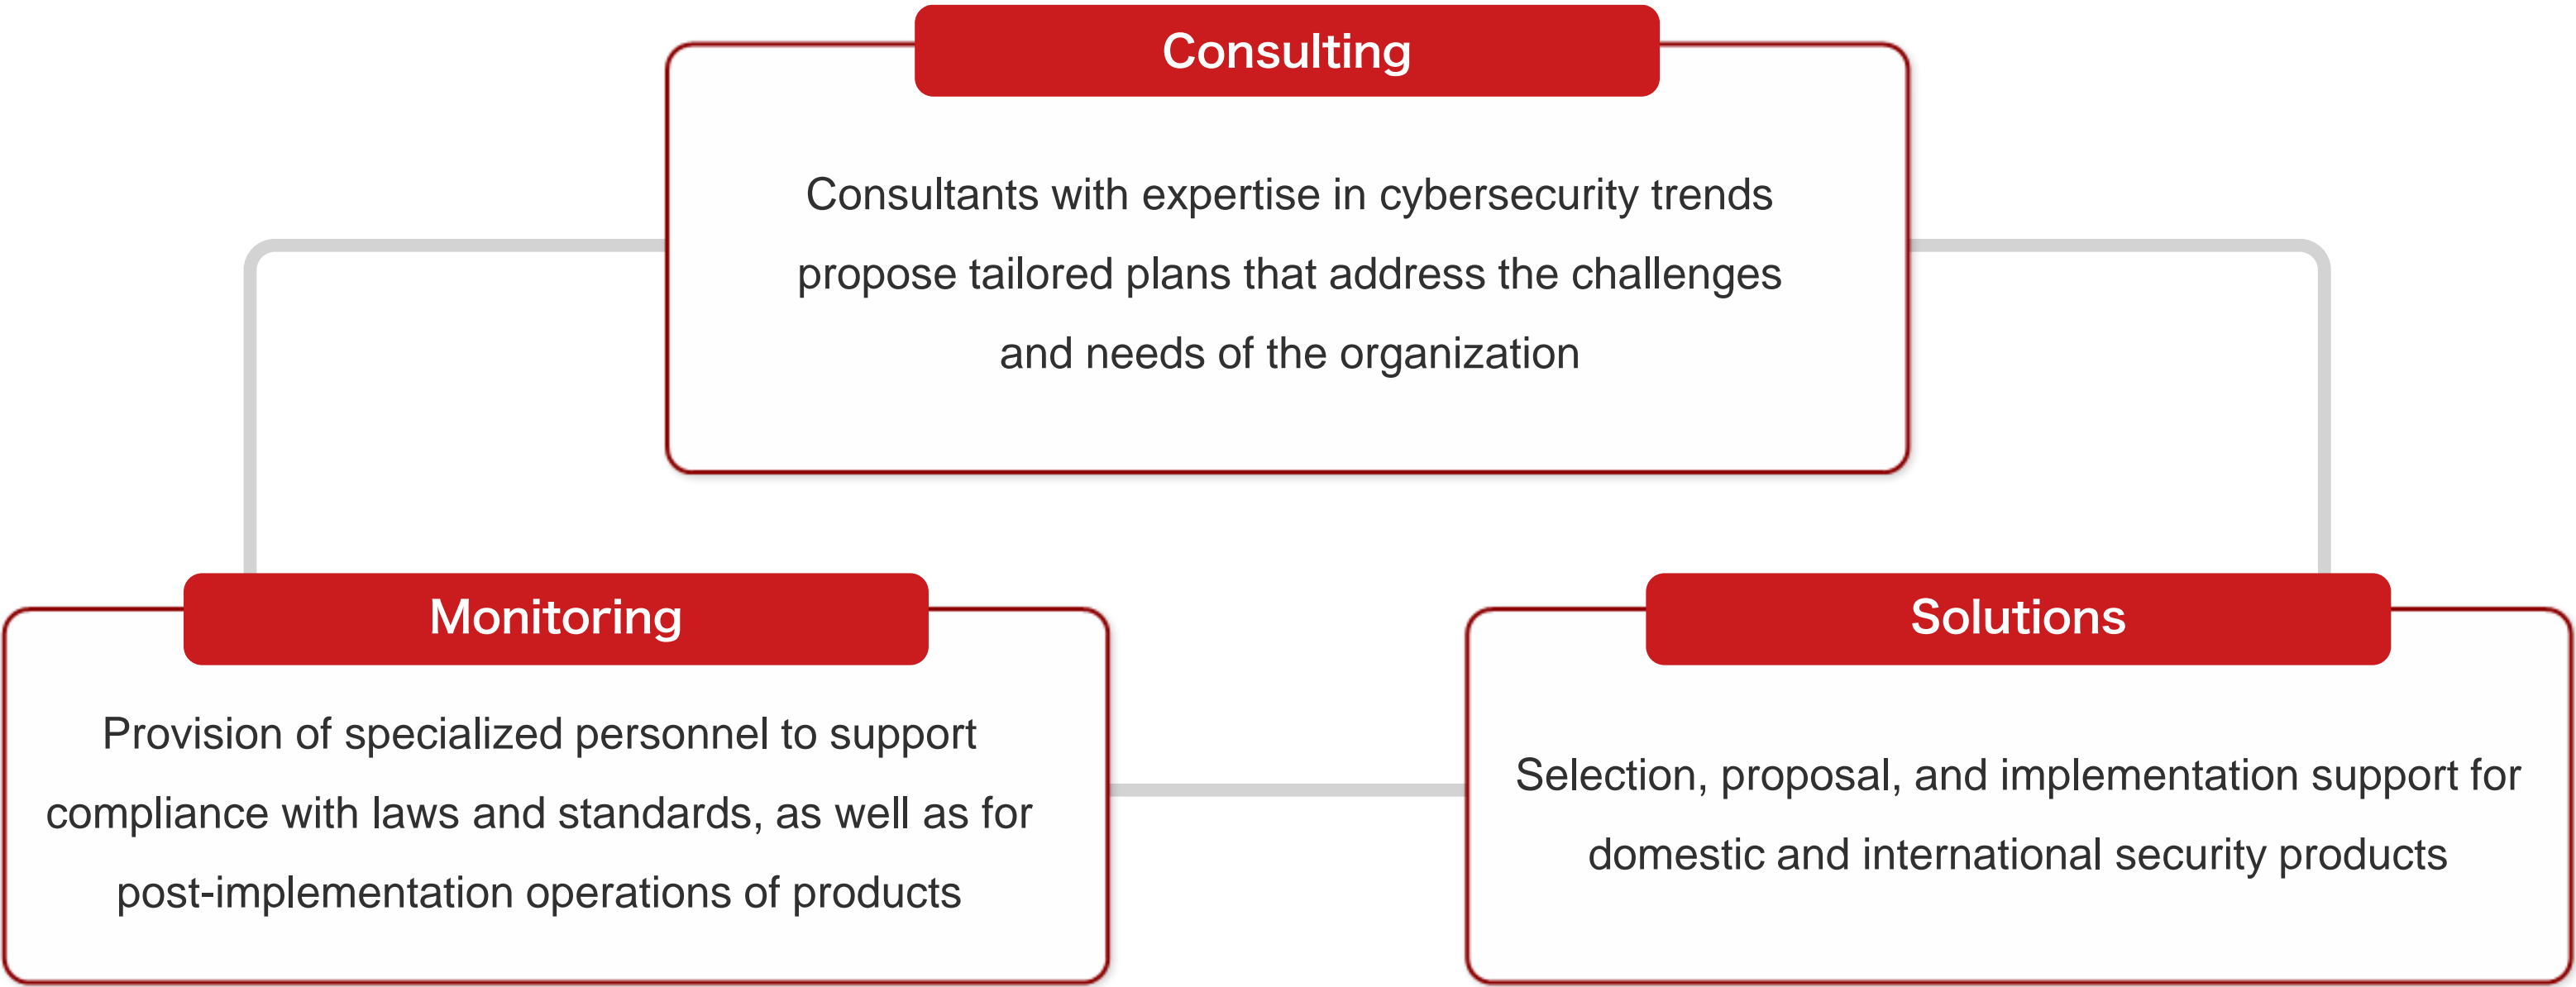 Consulting
Consultants with expertise in cybersecurity trends
propose tailored plans that address the challenges
and needs of the organization
Monitoring
Provision of specialized personnel to support
compliance with laws and standards, as well as for
post-implementation operations of products
Solutions
Selection, proposal, and implementation support for
domestic and international security products